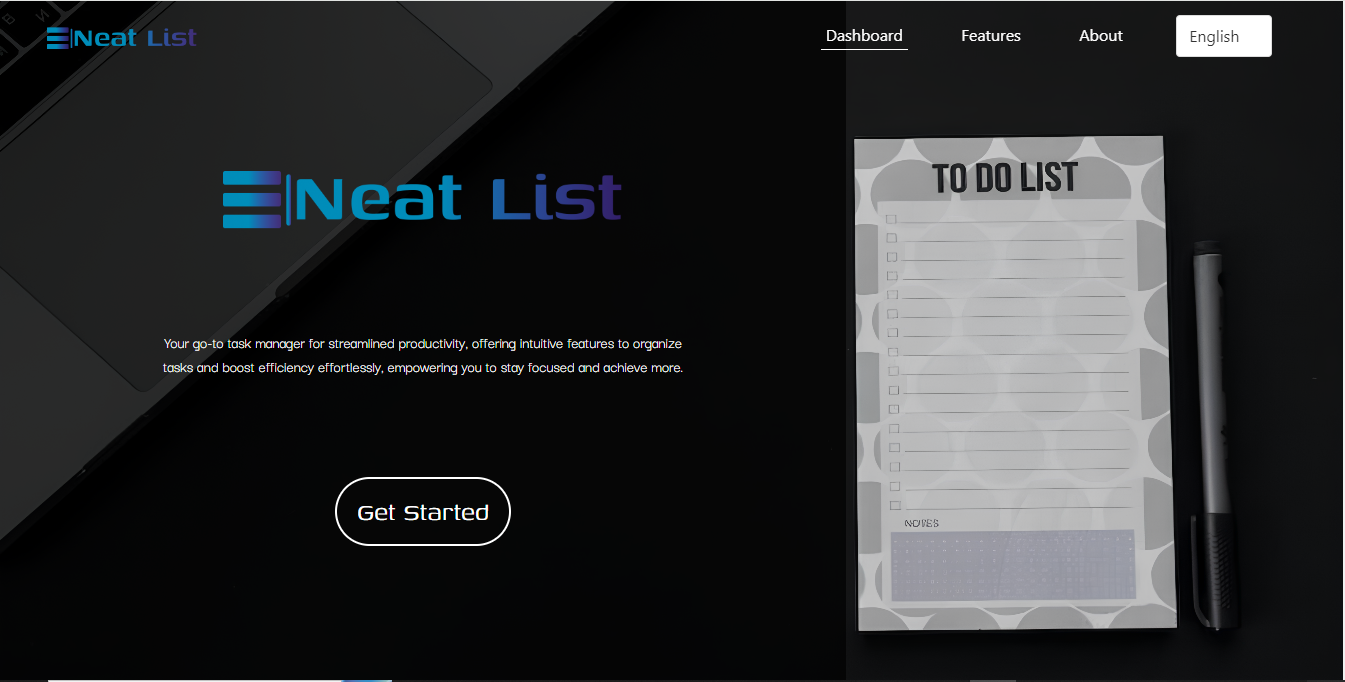 Neat List
Dashboard
Features
About
English
Neat List
Your go-to task manager for streamlined productivity, offering intuitive features to organize
tasks and boost efficiency effortlessly, empowering you to stay focused and achieve more.
Get Started
TO DO LIST
NOTES